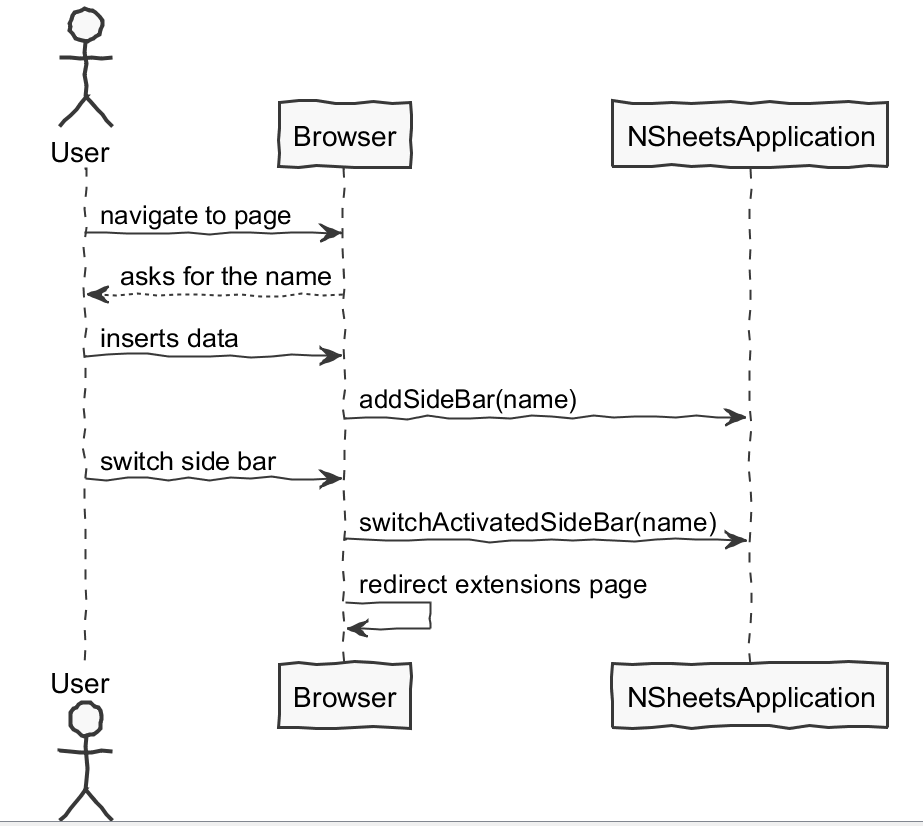 User
Browser
NSheetsApplication
navigate to page
asks for the name
inserts data
addSideBar(name)
switch side bar
switchActivatedSideBar(name)
redirect extensions page
User
Browser
NSheetsApplication